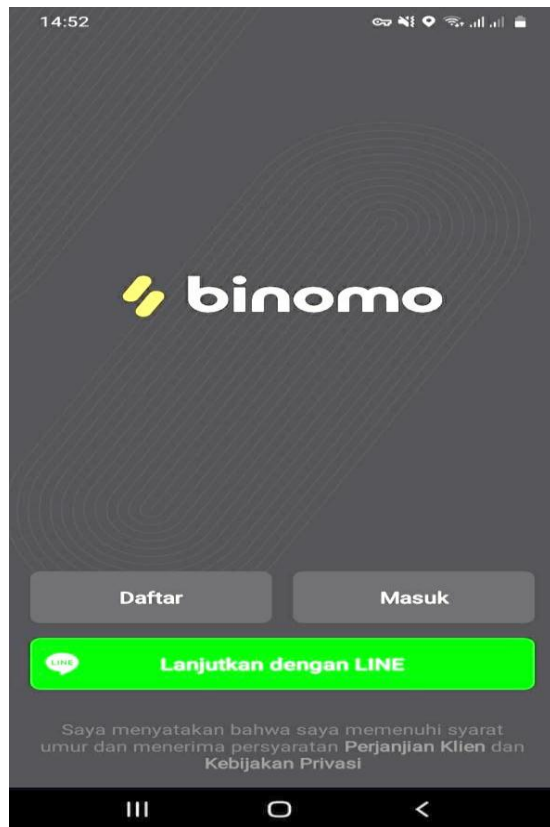 14:52
binomo
Daftar
Masuk
LINE
Lanjutkan dengan LINE
Saya menyatakan bahwa saya memenuhi syarat
umur dan menerima persyaratan Perjanjian Klien dan
Kebijakan Privasi